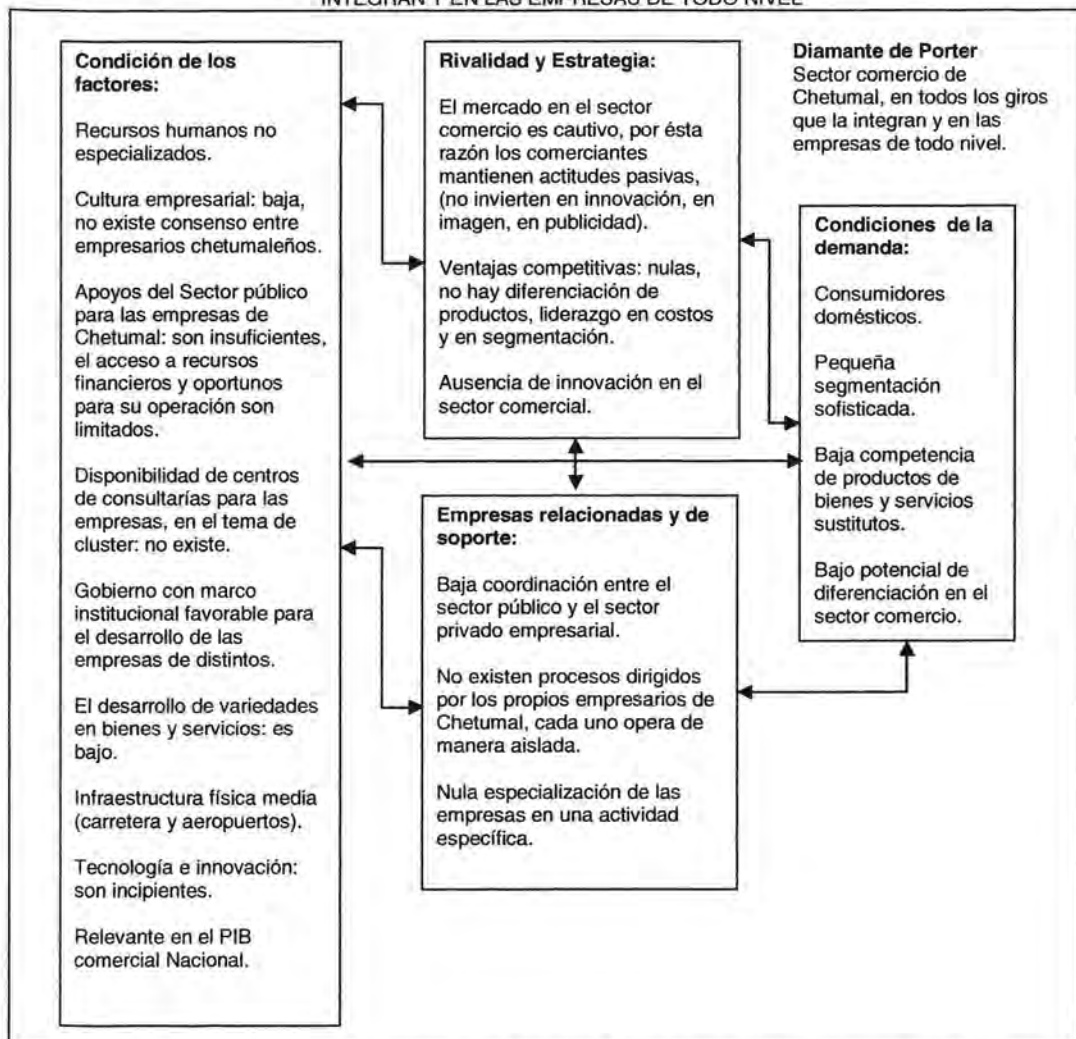 INTEGRAN Y EN LAS EMPRESAS DE TODO NIVEL
Condición de los
factores:
Recursos humanos no
especializados.
Cultura empresarial: baja,
no existe consenso entre
empresarios chetumaleños.
Apoyos del Sector público
para las empresas de
Chetumal: son insuficientes,
el acceso a recursos
financieros y oportunos
para su operación son
limitados.
Disponibilidad de centros
de consultarías para las
empresas, en el tema de
cluster: no existe.
Gobierno con marco
institucional favorable para
el desarrollo de las
empresas de distintos.
El desarrollo de variedades
en bienes y servicios: es
bajo.
Infraestructura física media
(carretera y aeropuertos).
Tecnología e innovación:
son incipientes.
Relevante en el PIB
comercial Nacional.
Rivalidad y Estrategia:
El mercado en el sector
comercio es cautivo, por ésta
razón los comerciantes
mantienen actitudes pasivas,
(no invierten en innovación, en
imagen, en publicidad).
Ventajas competitivas: nulas,
no hay diferenciación de
productos, liderazgo en costos
y en segmentación.
Ausencia de innovación en el
sector comercial.
Empresas relacionadas y de
soporte:
Baja coordinación entre el
sector público y el sector
privado empresarial.
No existen procesos dirigidos
por los propios empresarios de
Chetumal, cada uno opera de
manera aislada.
Nula especialización de las
empresas en una actividad
específica.
Diamante de Porter
Sector comercio de
Chetumal, en todos los giros
que la integran y en las
empresas de todo nivel.
Condiciones de la
demanda:
Consumidores
domésticos.
Pequeña
segmentación
sofisticada.
Baja competencia
de productos de
bienes y servicios
sustitutos.
Bajo potencial de
diferenciación en el
sector comercio.